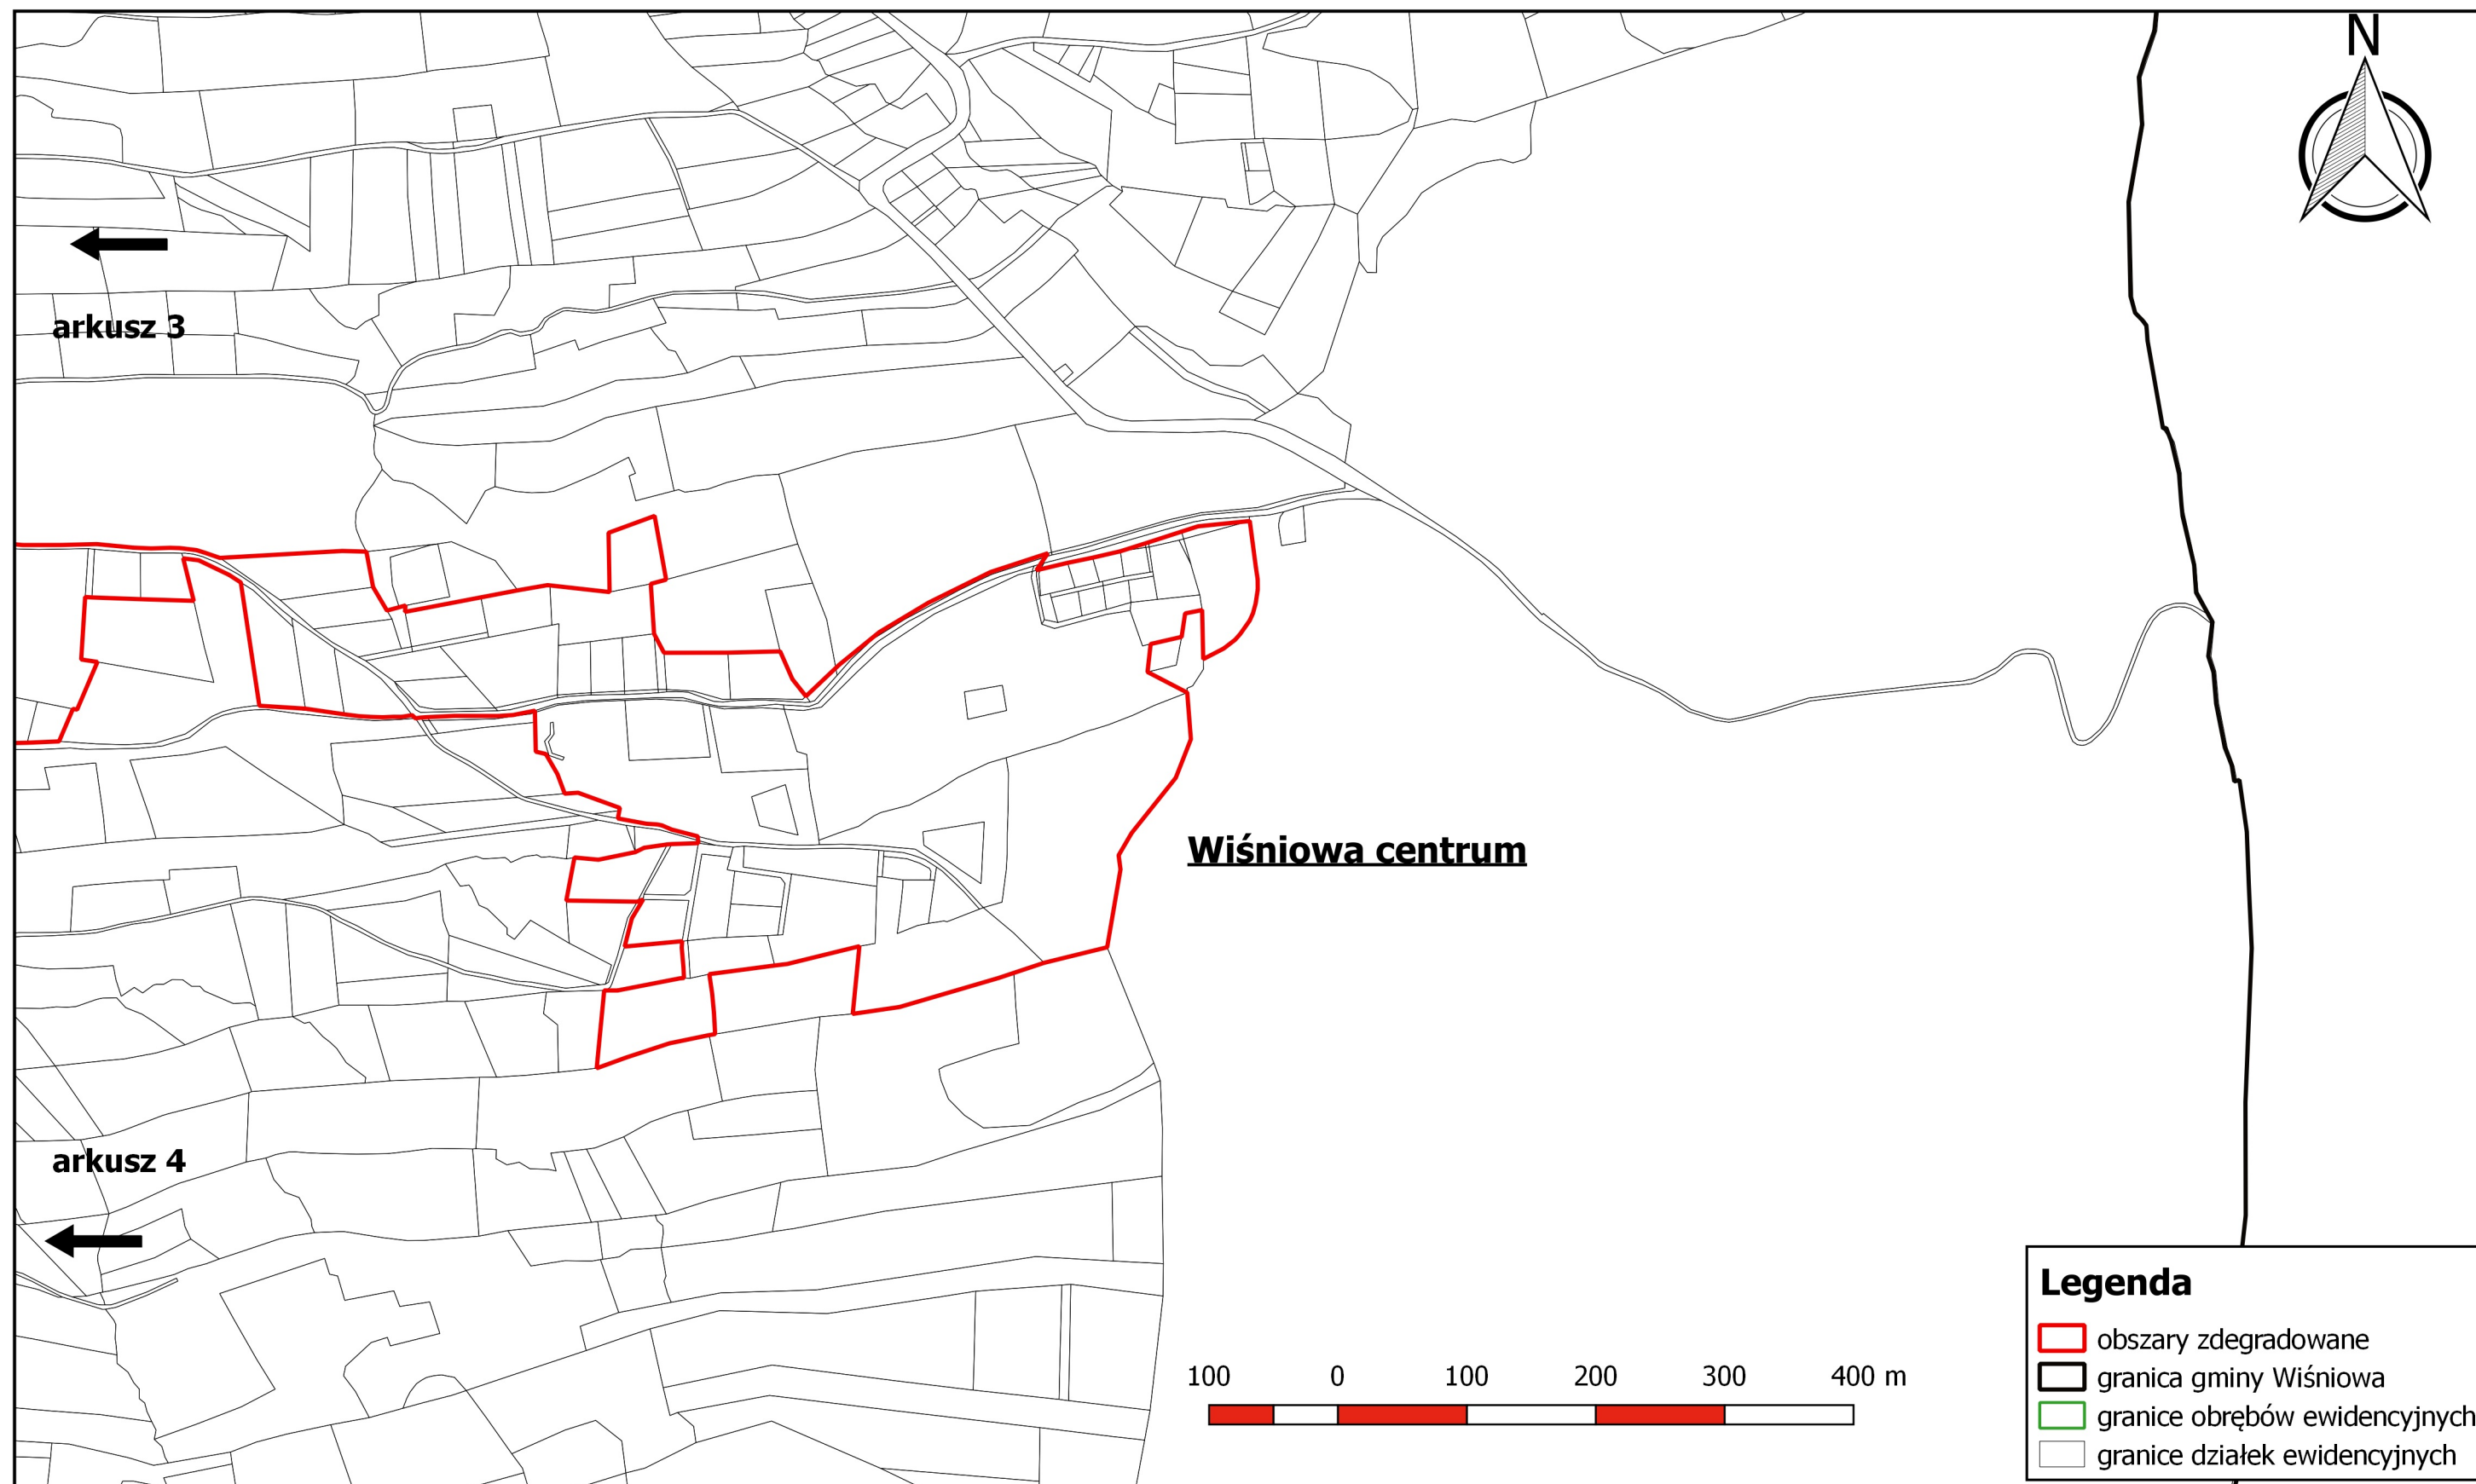 N
arkusz 3
Wiśniowa centrum
arkusz 4
Legenda
obszary zdegradowane
granica gminy Wiśniowa
granice obrębów ewidencyjnych
granice działek ewidencyjnych
100 0 100 200 300 400 m